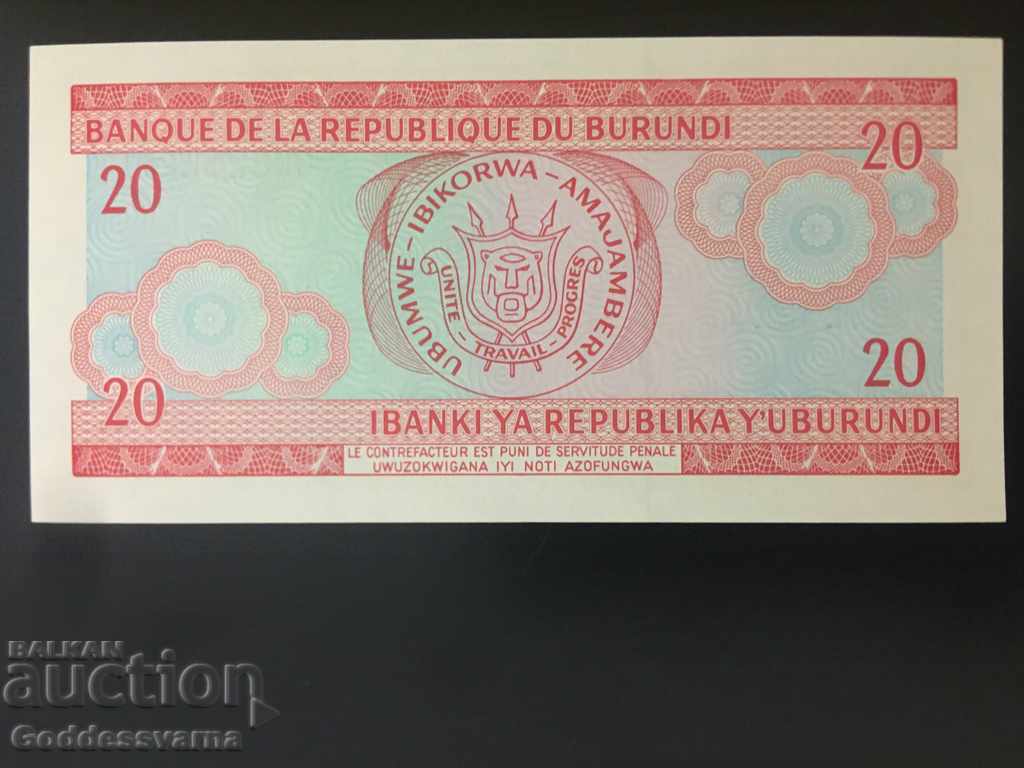 BANQUE DE LA REPUBLIQUE DU BURUNDI
20
20
UBUMWE - IBIKORWA - AMAJAMBERE
UNITE - TRAVAIL - PROGRES
20
20
IBANKI YA REPUBLIKA Y'UBURUNDI
LE CONTREFACTEUR EST PUNI DE SERVITUDE PENALE
UWUZOKWIGANA IYI NOTI AZOFUNGWA
BALKAN
auction
Goddessvarna